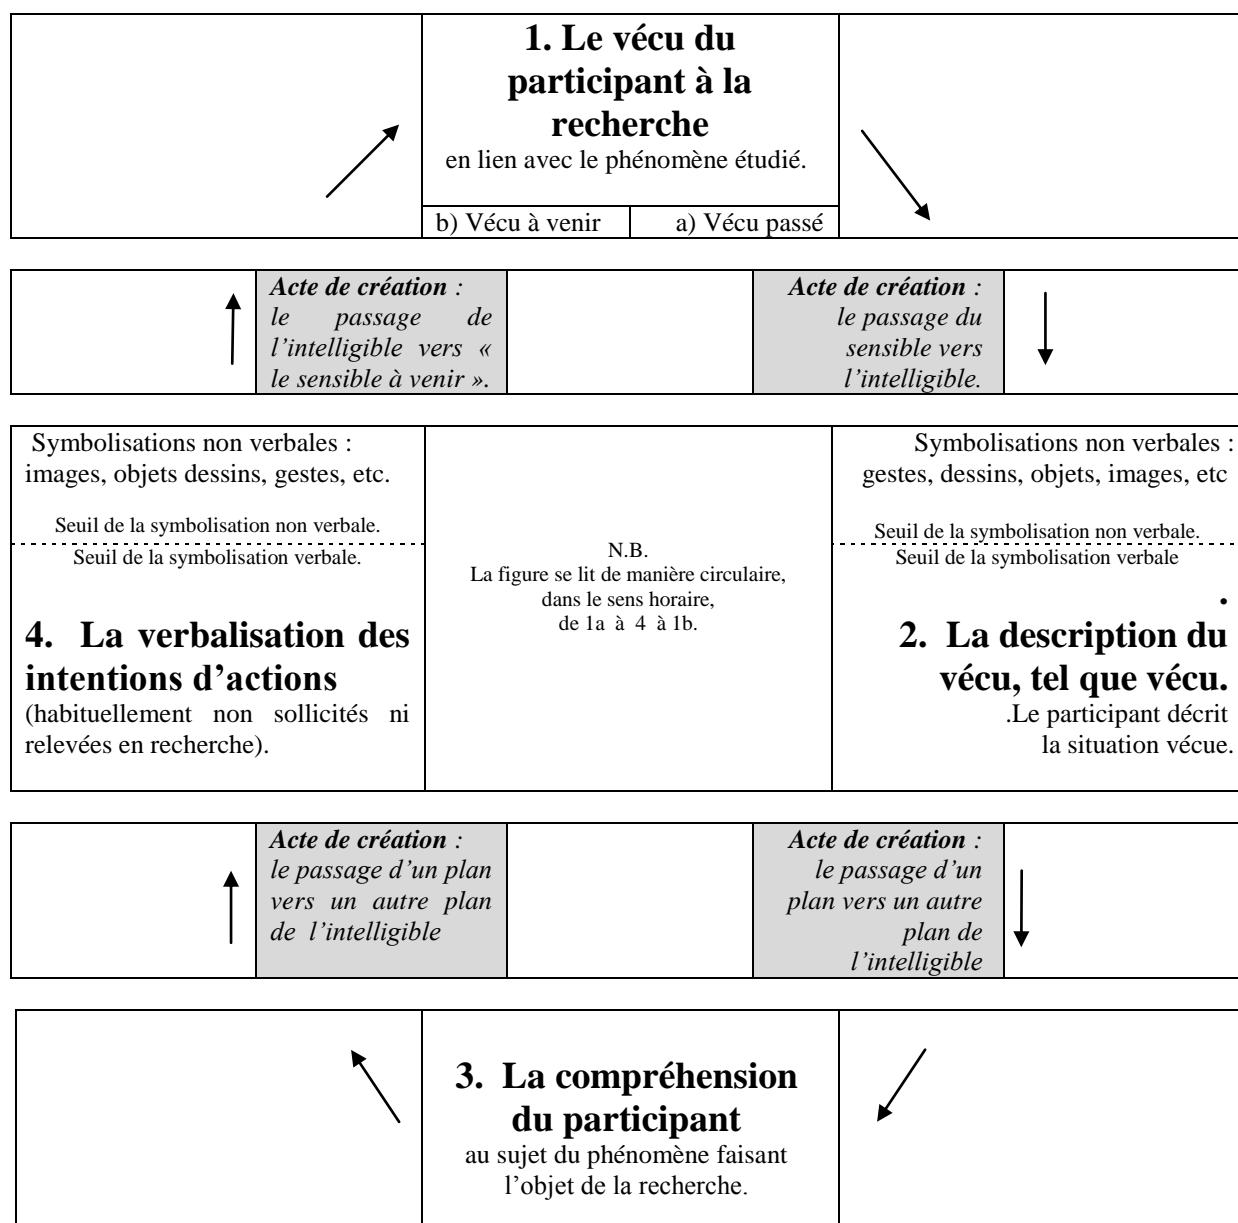 1. Le vécu du
participant à la
recherche
en lien avec le phénomène étudié.
b) Vécu à venir
a) Vécu passé
Acte de création :
le passage de
l’intelligible vers «
le sensible à venir ».
Acte de création :
le passage du
sensible vers
l’intelligible.
Symbolisations non verbales :
images, objets dessins, gestes, etc.
Seuil de la symbolisation non verbale.
Seuil de la symbolisation verbale.
4. La verbalisation des
intentions d’actions
(habituellement non sollicités ni
relevées en recherche).
N.B.
La figure se lit de manière circulaire,
dans le sens horaire,
de 1a à 4 à 1b.
Symbolisations non verbales :
gestes, dessins, objets, images, etc
Seuil de la symbolisation non verbale.
Seuil de la symbolisation verbale
.
2. La description du
vécu, tel que vécu.
.Le participant décrit
la situation vécue.
Acte de création :
le passage d’un plan
vers un autre plan
de l’intelligible
Acte de création :
le passage d’un
plan vers un autre
plan de
l’intelligible
3. La compréhension
du participant
au sujet du phénomène faisant
l’objet de la recherche.